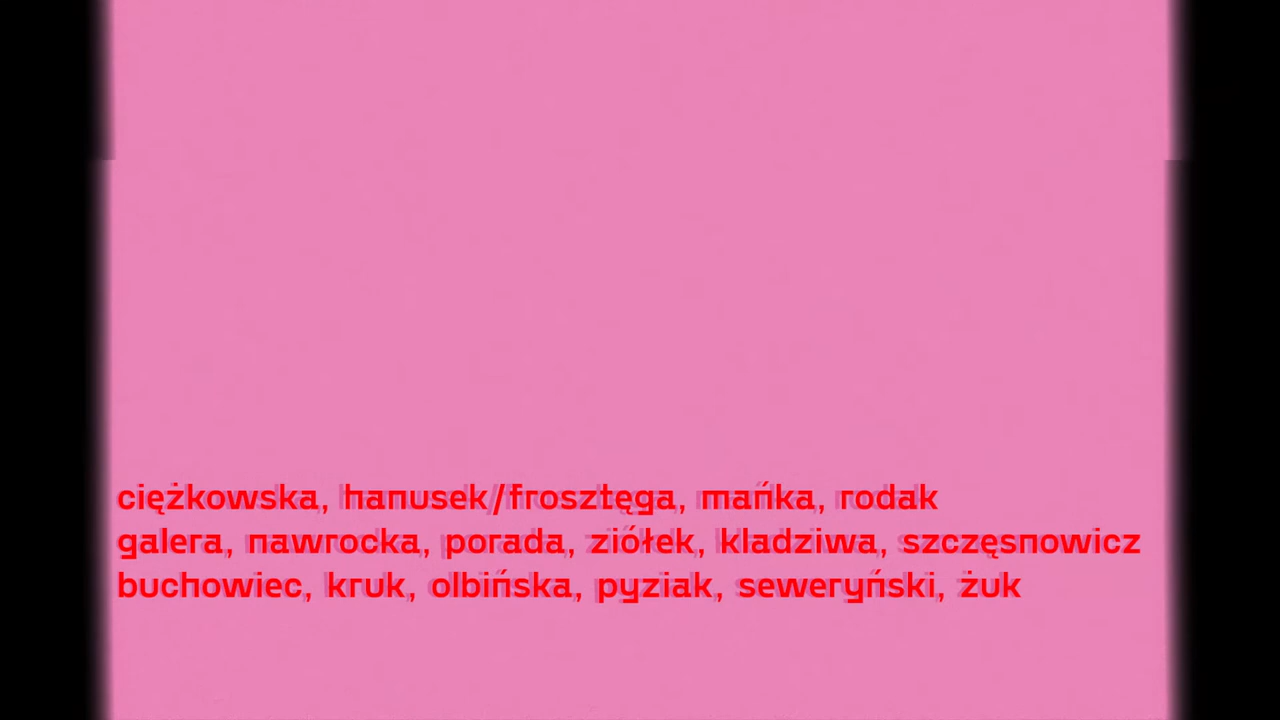 ciężkowska, hanusek/frosztęga, mańka, rodak
galera, nawrocka, porada, ziółek, kladziwa, szczęsnowicz
buchowiec, kruk, olbińska, pyziak, seweryński, żuk